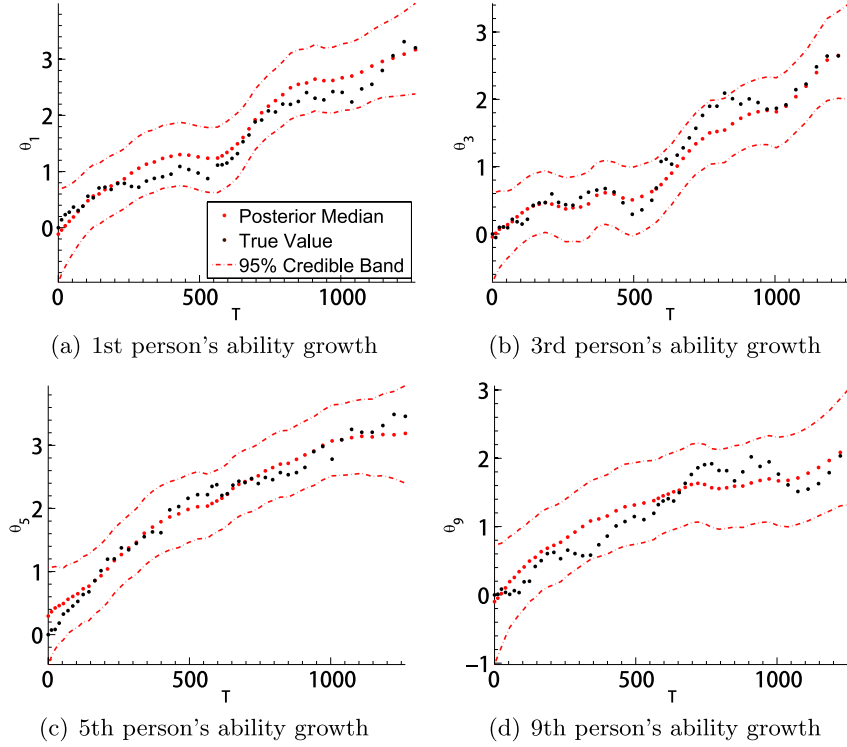 3
2
1
0
θ1
0
500
1000
T
Posterior Median
True Value
95% Credible Band
(a) 1st person's ability growth
3
2
1
0
θ3
0
500
1000
T
(b) 3rd person's ability growth
3
2
1
0
θ5
0
500
1000
T
(c) 5th person's ability growth
3
2
1
0
−1
θ9
0
500
1000
T
(d) 9th person's ability growth